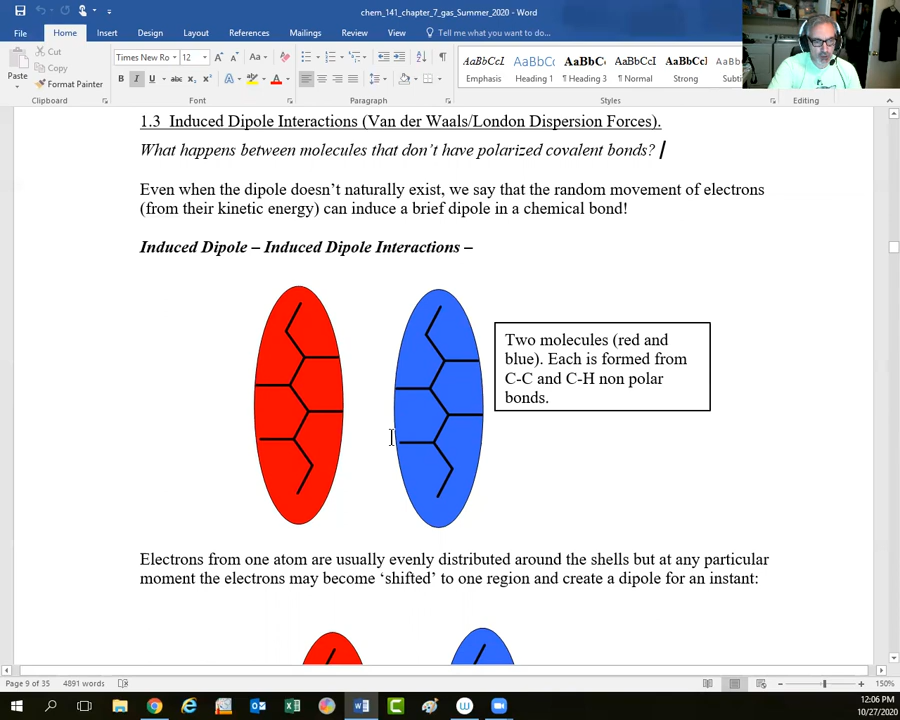 chem_141_chapter_7_gas_Summer_2020 - Word
File Home Insert Design Layout References Mailings Review View Tell me what you want to do...
Cut
Copy
Format Painter
Paste
Clipboard
Times New Ro 12
Font
Paragraph
AaBbCcI AaBbC AaBbCc AaBbCcI AaBbCcI AaBb
Emphasis Heading 1 ¶ Heading 3 ¶ Normal Strong Subti
Styles
Editing
1.3 Induced Dipole Interactions (Van der Waals/London Dispersion Forces).
What happens between molecules that don't have polarized covalent bonds?
Even when the dipole doesn't naturally exist, we say that the random movement of electrons
(from their kinetic energy) can induce a brief dipole in a chemical bond!
Induced Dipole – Induced Dipole Interactions –
Two molecules (red and
blue). Each is formed from
C-C and C-H non polar
bonds.
Electrons from one atom are usually evenly distributed around the shells but at any particular
moment the electrons may become 'shifted' to one region and create a dipole for an instant:
Page 9 of 35 4891 words
150%
12:06 PM
10/27/2020